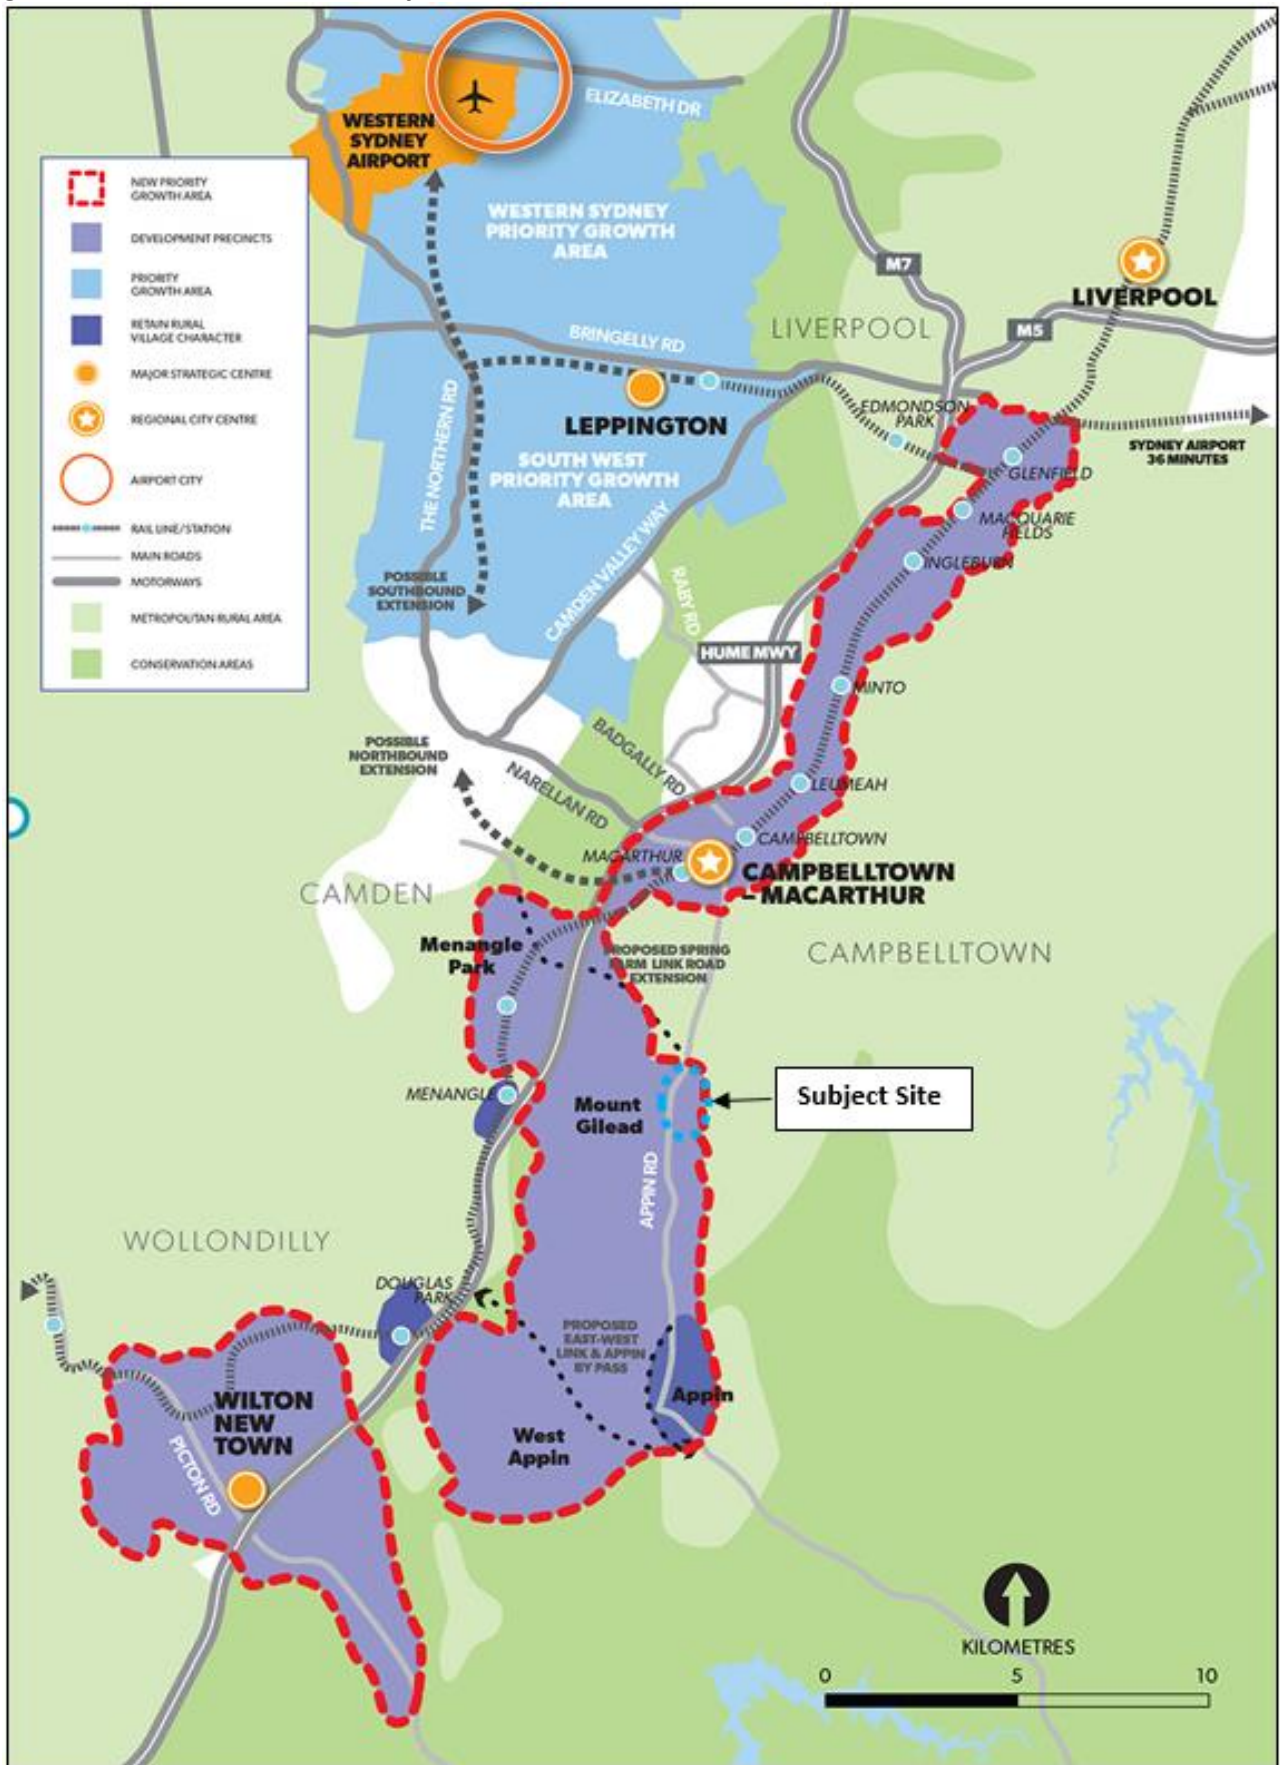 ELIZABETH DR
WESTERN
SYDNEY
AIRPORT
NEW PRIORITY
GROWTH AREA
DEVELOPMENT PRECINCTS
PRIORITY
GROWTH AREA
RETAIN RURAL
VILLAGE CHARACTER
MAJOR STRATEGIC CENTRE
REGIONAL CITY CENTRE
AIRPORT CITY
RAIL LINE/STATION
MAIN ROADS
MOTORWAYS
METROPOLITAN RURAL AREA
CONSERVATION AREAS
WESTERN SYDNEY
PRIORITY GROWTH
AREA
M7
LIVERPOOL
LIVERPOOL
M5
BRINGELLY RD
THE NORTHERN RD
LEPPINGTON
EDMONDSON
PARK
SYDNEY AIRPORT
36 MINUTES
SOUTH WEST
PRIORITY GROWTH
AREA
GLENFIELD
MACQUARIE
FIELDS
INGLEBURN
CAMDEN VALLEY WAY
RABY RD
POSSIBLE
SOUTHBOUND
EXTENSION
HUME MWY
MINTO
POSSIBLE
NORTHBOUND
EXTENSION
BADGALLY RD
NARELLAN RD
LEUMEAH
CAMPBELLTOWN
MACARTHUR
CAMPBELLTOWN
– MACARTHUR
CAMDEN
Menangle
Park
PROPOSED SPRING
FARM LINK ROAD
EXTENSION
CAMPBELLTOWN
MENANGLE
Mount
Gilead
Subject Site
APPIN RD
WOLLONDILLY
DOUGLAS
PARK
PROPOSED
EAST-WEST
LINK & APPIN
BY PASS
Appin
WILTON
NEW
TOWN
PICTON RD
West
Appin
KILOMETRES
0 5 10